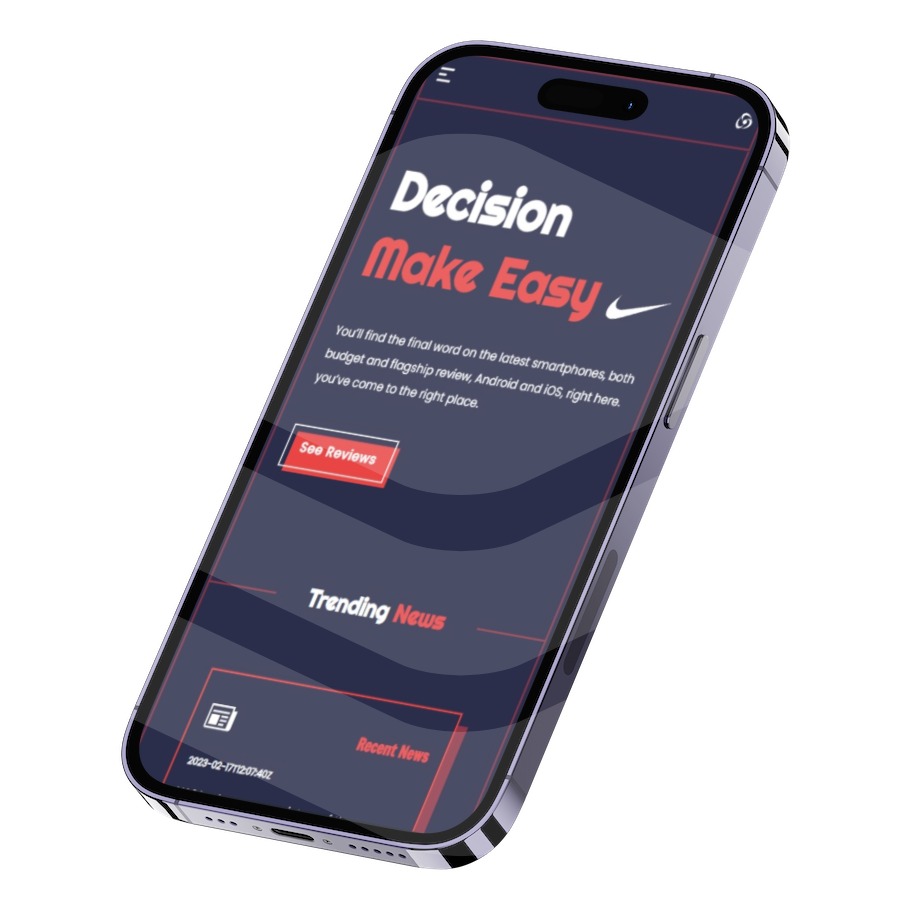 Decision
Make Easy
You'll find the final word on the latest smartphones, both
budget and flagship review, Android and iOS, right here.
you've come to the right place.
See Reviews
Trending News
Recent News
2023-02-17T12:07:40Z